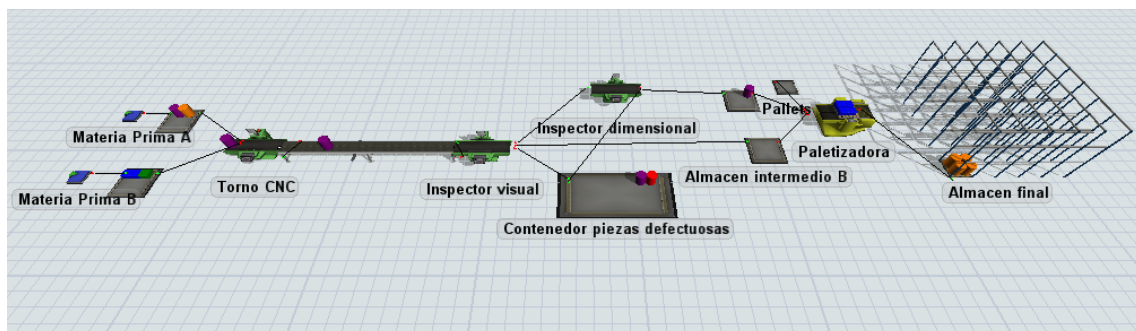 Materia Prima A
Materia Prima B
Torno CNC
Inspector visual
Inspector dimensional
Contenedor piezas defectuosas
Pallets
Almacen intermedio B
Paletizadora
Almacen final